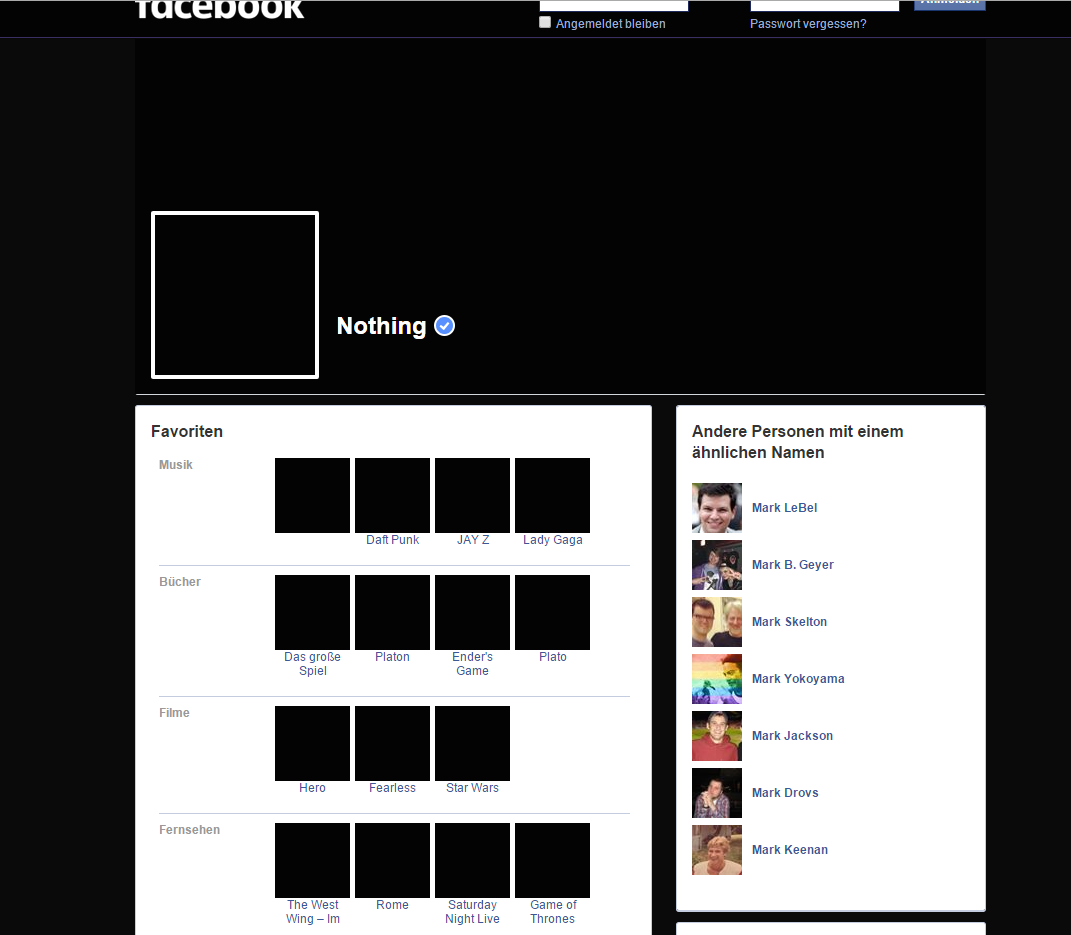 facebook
Anmelden
Angemeldet bleiben
Passwort vergessen?
Nothing
Favoriten
Musik
Daft Punk
JAY Z
Lady Gaga
Bücher
Das große
Spiel
Platon
Ender's
Game
Plato
Filme
Hero
Fearless
Star Wars
Fernsehen
The West
Wing – Im
Rome
Saturday
Night Live
Game of
Thrones
Andere Personen mit einem
ähnlichen Namen
Mark LeBel
Mark B. Geyer
Mark Skelton
Mark Yokoyama
Mark Jackson
Mark Drovs
Mark Keenan